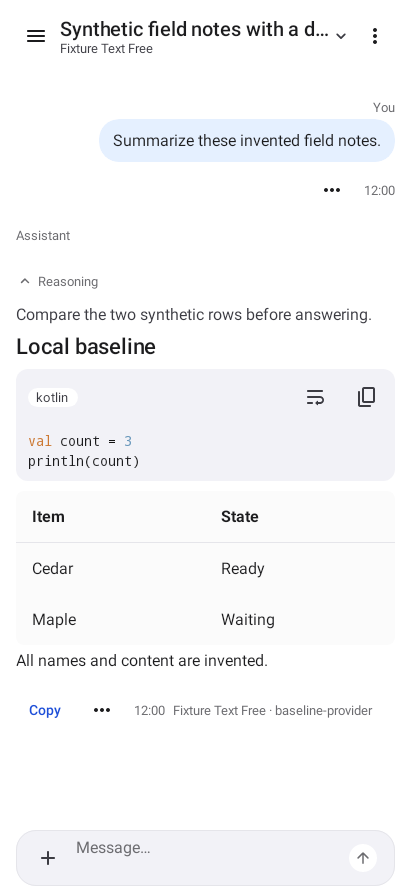 Synthetic field notes with a d...
Fixture Text Free
You
Summarize these invented field notes.
12:00
Assistant
Reasoning
Compare the two synthetic rows before answering.
Local baseline
kotlin
val count = 3
println(count)
Item State
Cedar Ready
Maple Waiting
All names and content are invented.
Copy 12:00 Fixture Text Free · baseline-provider
Message...